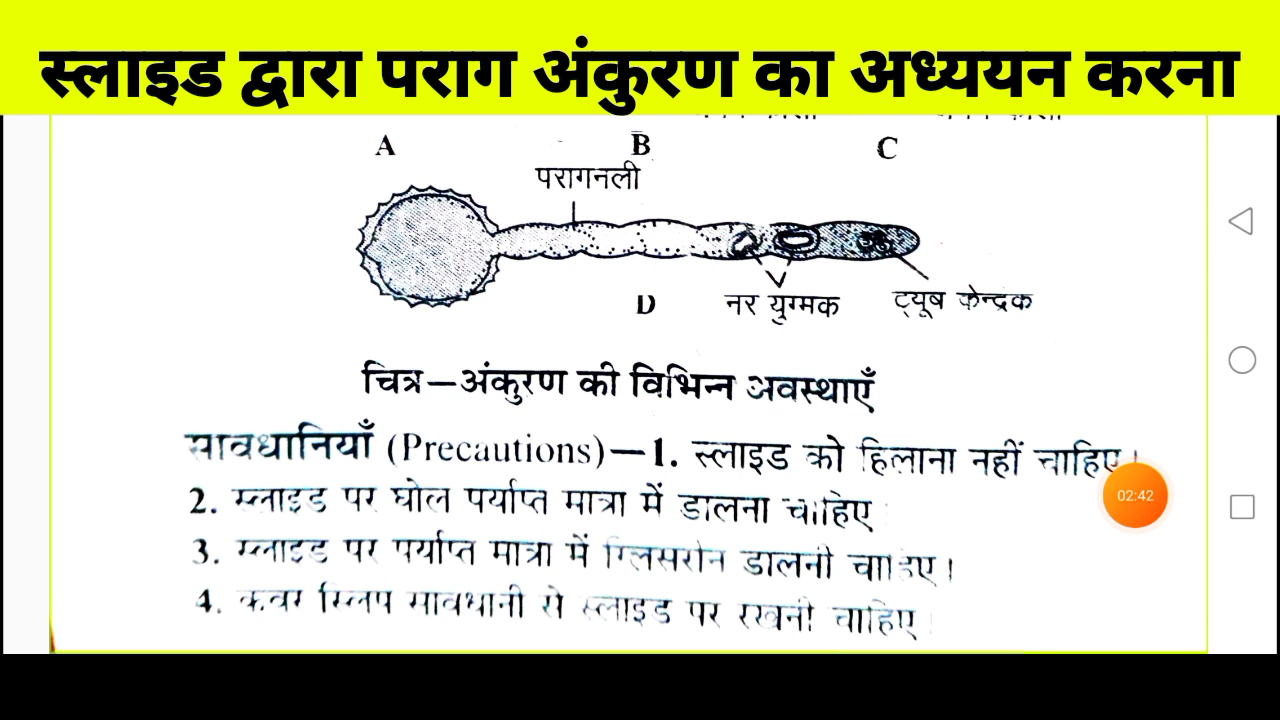 स्लाइड द्वारा पराग अंकुरण का अध्ययन करना
A B C
परागनली
D नर युग्मक ट्यूब केन्द्रक
चित्र—अंकुरण की विभिन्न अवस्थाएँ
सावधानियाँ (Precautions)—1. स्लाइड को हिलाना नहीं चाहिए।
2. स्लाइड पर घोल पर्याप्त मात्रा में डालना चाहिए
3. स्लाइड पर पर्याप्त मात्रा में ग्लिसरीन डालनी चाहिए।
4. कवर स्लिप सावधानी से स्लाइड पर रखनी चाहिए
02:42